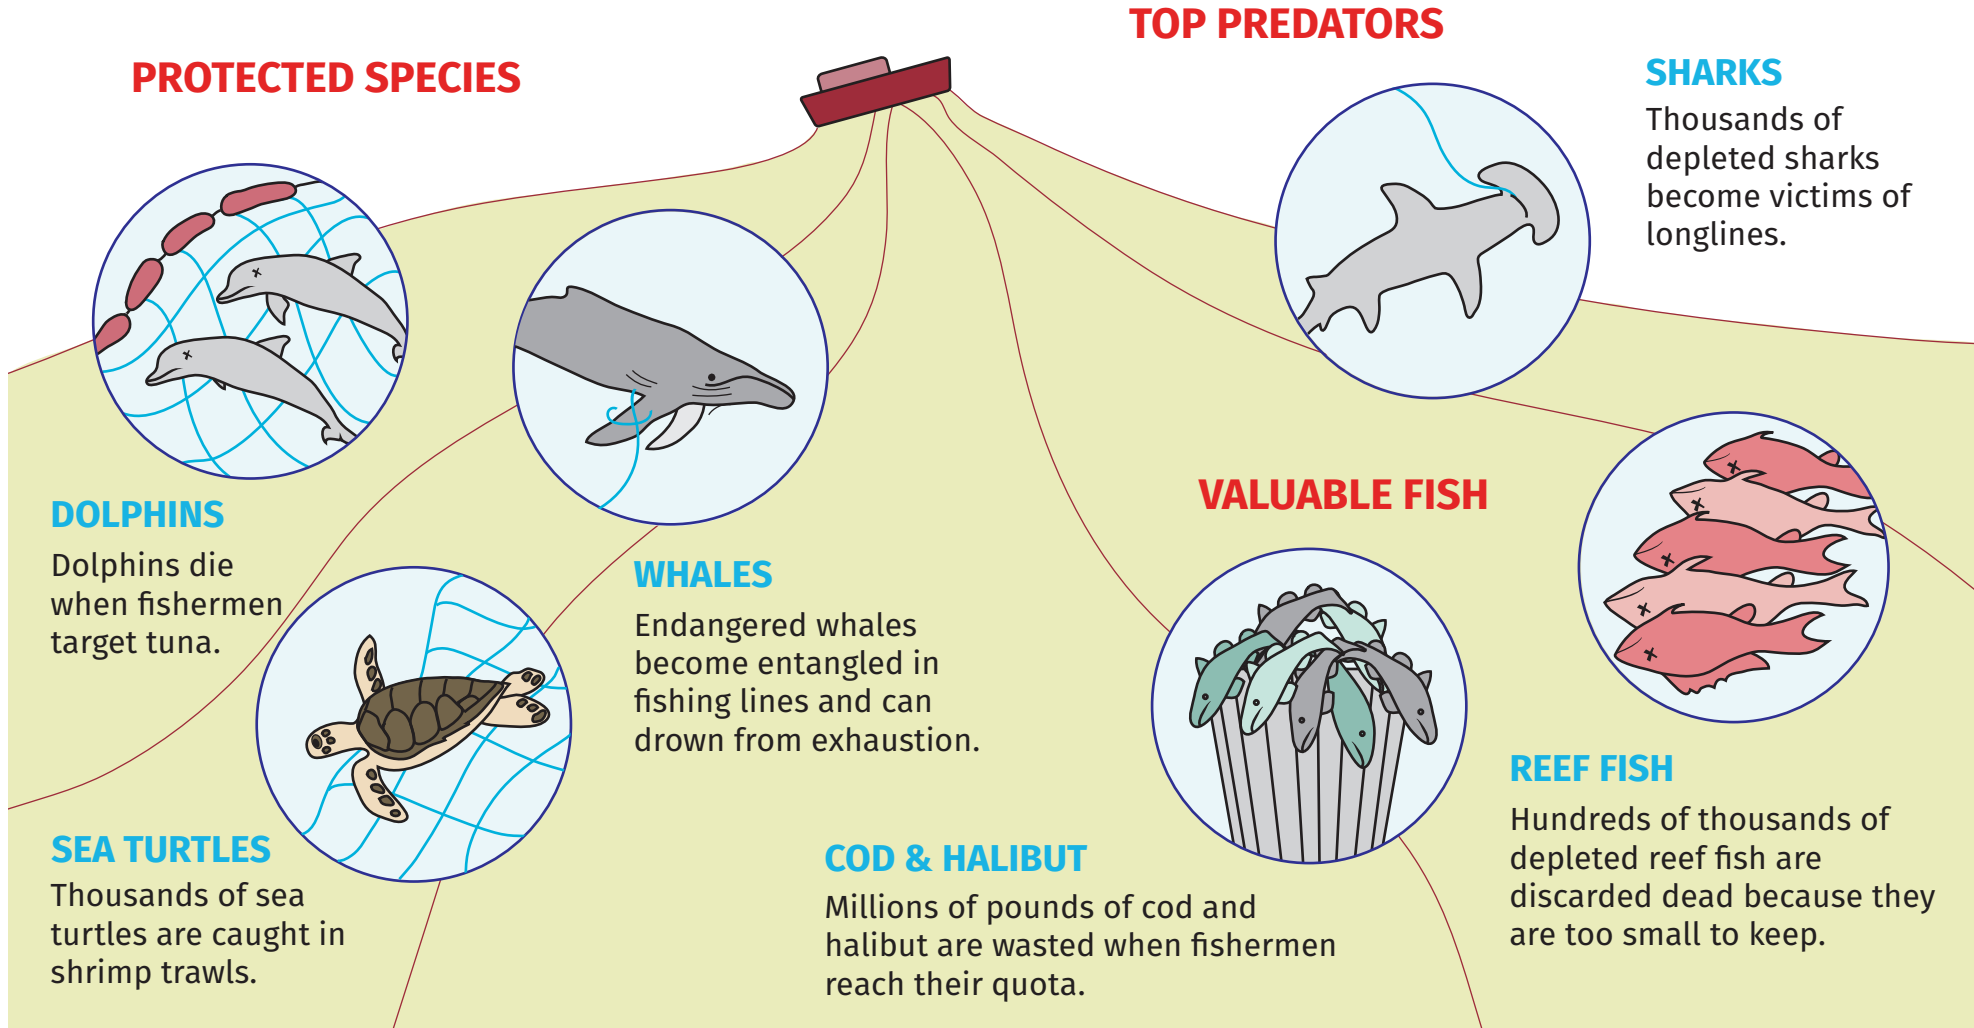 PROTECTED SPECIES
DOLPHINS
Dolphins die
when fishermen
target tuna.
SEA TURTLES
Thousands of sea
turtles are caught in
shrimp trawls.
WHALES
Endangered whales
become entangled in
fishing lines and can
drown from exhaustion.
TOP PREDATORS
SHARKS
Thousands of
depleted sharks
become victims of
longlines.
VALUABLE FISH
COD & HALIBUT
Millions of pounds of cod and
halibut are wasted when fishermen
reach their quota.
REEF FISH
Hundreds of thousands of
depleted reef fish are
discarded dead because they
are too small to keep.